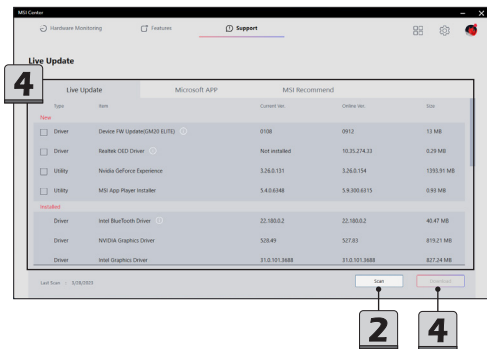 MSI Center
Hardware Monitoring Features Support
Live Update
4
Live Update Microsoft APP MSI Recommend
Type Item Current Ver. Online Ver. Size
New
Driver Device FW Update(GM20 ELITE) 0108 0912 13 MB
Driver Realtek OED Driver Not installed 10.35.274.33 0.29 MB
Utility Nvidia GeForce Experience 3.26.0.131 3.26.0.154 1393.91 MB
Utility MSI App Player Installer 5.4.0.6348 5.9.300.6315 0.93 MB
Installed
Driver Intel BlueTooth Driver 22.180.0.2 22.180.0.2 40.47 MB
Driver NVIDIA Graphics Driver 528.49 527.83 819.21 MB
Driver Intel Graphics Driver 31.0.101.3688 31.0.101.3688 827.24 MB
Last Scan : 3/28/2023 Scan Download
2 4